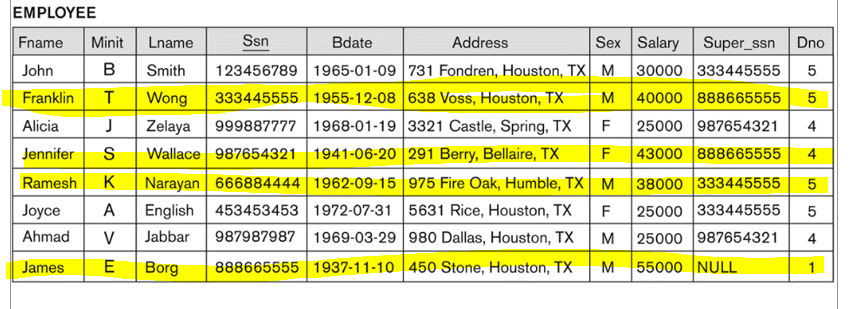 EMPLOYEE
Fname Minit Lname Ssn Bdate Address Sex Salary Super_ssn Dno
John B Smith 123456789 1965-01-09 731 Fondren, Houston, TX M 30000 333445555 5
Franklin T Wong 333445555 1955-12-08 638 Voss, Houston, TX M 40000 888665555 5
Alicia J Zelaya 999887777 1968-01-19 3321 Castle, Spring, TX F 25000 987654321 4
Jennifer S Wallace 987654321 1941-06-20 291 Berry, Bellaire, TX F 43000 888665555 4
Ramesh K Narayan 666884444 1962-09-15 975 Fire Oak, Humble, TX M 38000 333445555 5
Joyce A English 453453453 1972-07-31 5631 Rice, Houston, TX F 25000 333445555 5
Ahmad V Jabbar 987987987 1969-03-29 980 Dallas, Houston, TX M 25000 987654321 4
James E Borg 888665555 1937-11-10 450 Stone, Houston, TX M 55000 NULL 1